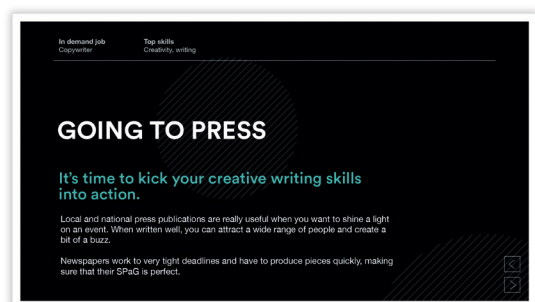 In demand job
Copywriter
Top skills
Creativity, writing
GOING TO PRESS
It's time to kick your creative writing skills
into action.
Local and national press publications are really useful when you want to shine a light
on an event. When written well, you can attract a wide range of people and create a
bit of a buzz.
Newspapers work to very tight deadlines and have to produce pieces quickly, making
sure that their SPaG is perfect.